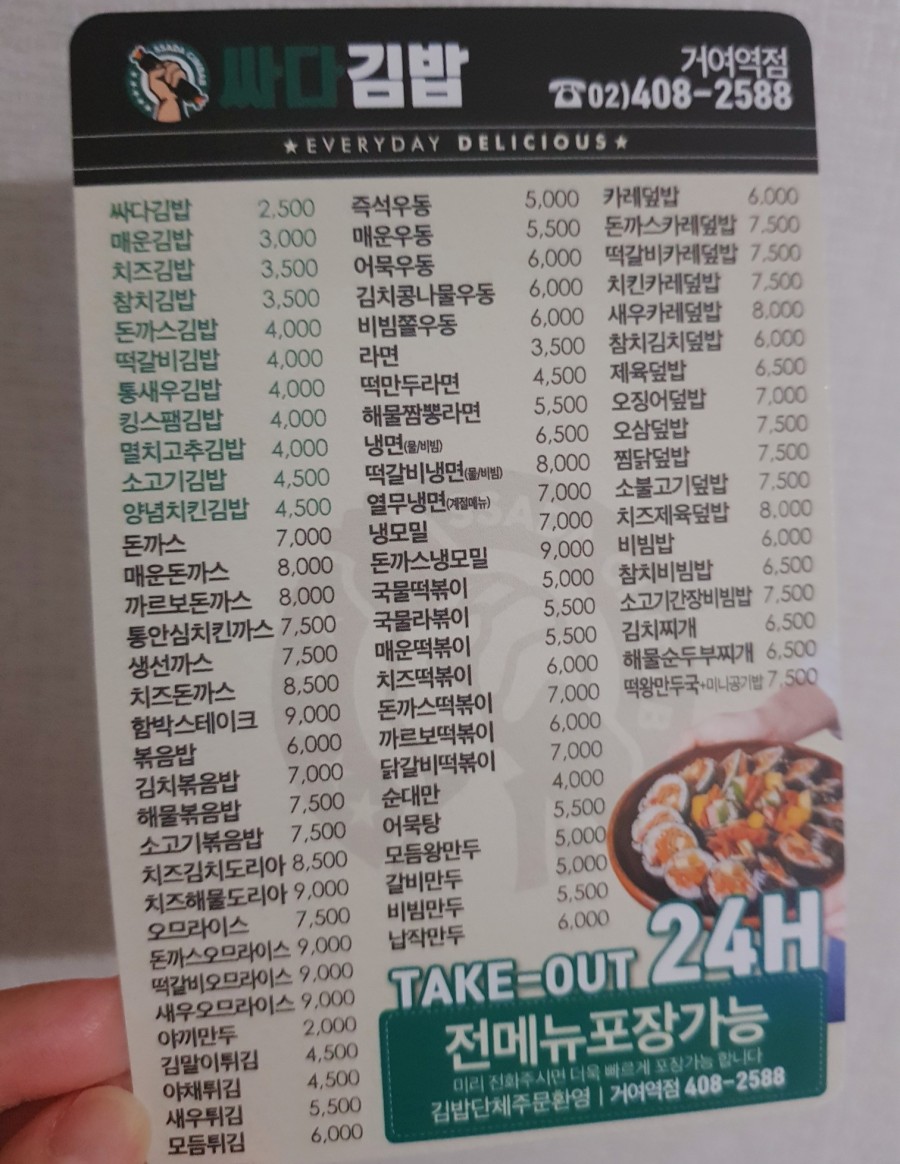 SSADA GIMBAB
싸다김밥
거여역점
☎02)408-2588
★EVERYDAY DELICIOUS★
싸다김밥 2,500
매운김밥 3,000
치즈김밥 3,500
참치김밥 3,500
돈까스김밥 4,000
떡갈비김밥 4,000
통새우김밥 4,000
킹스팸김밥 4,000
멸치고추김밥 4,000
소고기김밥 4,500
양념치킨김밥 4,500
돈까스 7,000
매운돈까스 8,000
까르보돈까스 8,000
통안심치킨까스 7,500
생선까스 7,500
치즈돈까스 8,500
함박스테이크 9,000
볶음밥 6,000
김치볶음밥 7,000
해물볶음밥 7,500
소고기볶음밥 7,500
치즈김치도리아 8,500
치즈해물도리아 9,000
오므라이스 7,500
돈까스오므라이스 9,000
떡갈비오므라이스 9,000
새우오므라이스 9,000
야끼만두 2,000
김말이튀김 4,500
야채튀김 4,500
새우튀김 5,500
모듬튀김 6,000
즉석우동 5,000
매운우동 5,500
어묵우동 6,000
김치콩나물우동 6,000
비빔쫄우동 6,000
라면 3,500
떡만두라면 4,500
해물짬뽕라면 5,500
냉면(물/비빔) 6,500
떡갈비냉면(물/비빔) 8,000
열무냉면(계절메뉴) 7,000
냉모밀 7,000
돈까스냉모밀 9,000
국물떡볶이 5,000
국물라볶이 5,500
매운떡볶이 5,500
치즈떡볶이 6,000
돈까스떡볶이 7,000
까르보떡볶이 6,000
닭갈비떡볶이 7,000
순대만 4,000
어묵탕 5,500
모듬왕만두 5,000
갈비만두 5,000
비빔만두 5,500
납작만두 6,000
카레덮밥 6,000
돈까스카레덮밥 7,500
떡갈비카레덮밥 7,500
치킨카레덮밥 7,500
새우카레덮밥 8,000
참치김치덮밥 6,000
제육덮밥 6,500
오징어덮밥 7,000
오삼덮밥 7,500
찜닭덮밥 7,500
소불고기덮밥 7,500
치즈제육덮밥 8,000
비빔밥 6,000
참치비빔밥 6,500
소고기간장비빔밥 7,500
김치찌개 6,500
해물순두부찌개 6,500
떡왕만두국+미니공기밥 7,500
TAKE-OUT 24H
전메뉴포장가능
미리 전화주시면 더욱 빠르게 포장가능 합니다
김밥단체주문환영 | 거여역점 408-2588